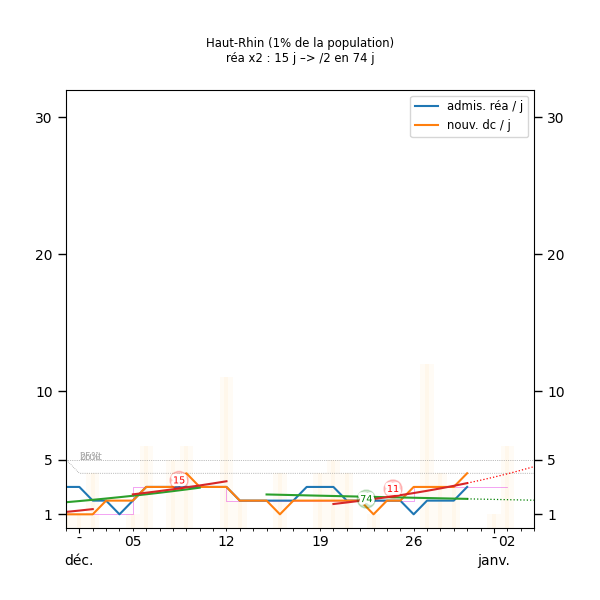 Haut-Rhin (1% de la population)
réa x2 : 15 j –> /2 en 74 j
admis. réa / j
nouv. dc / j
30 30
20 20
10 10
5 5
1 1
15
11
74
- 05 12 19 26 - 02
déc. janv.